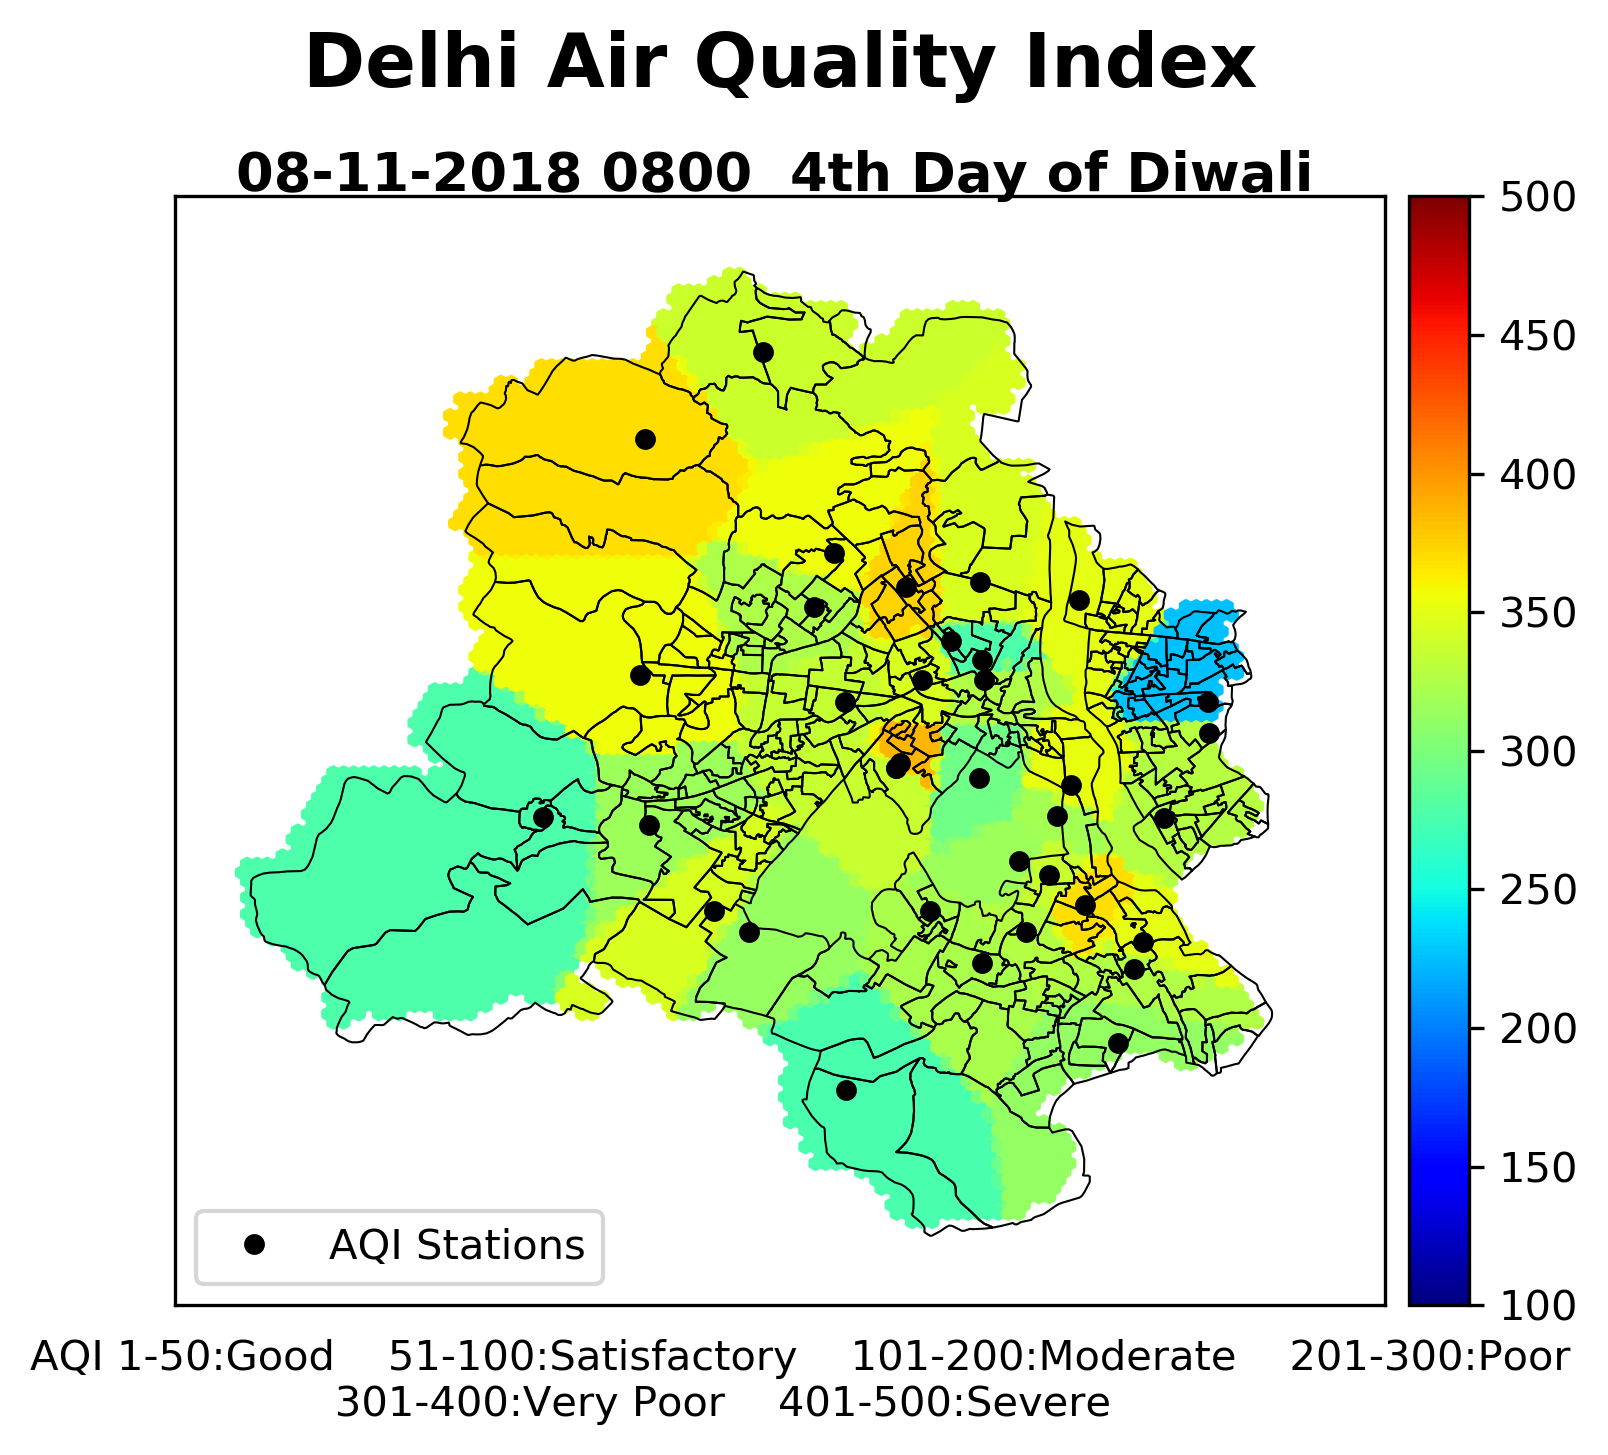 Delhi Air Quality Index
08-11-2018 0800  4th Day of Diwali
500
450
400
350
300
250
200
150
100
AQI Stations
AQI 1-50:Good    51-100:Satisfactory    101-200:Moderate    201-300:Poor
301-400:Very Poor    401-500:Severe